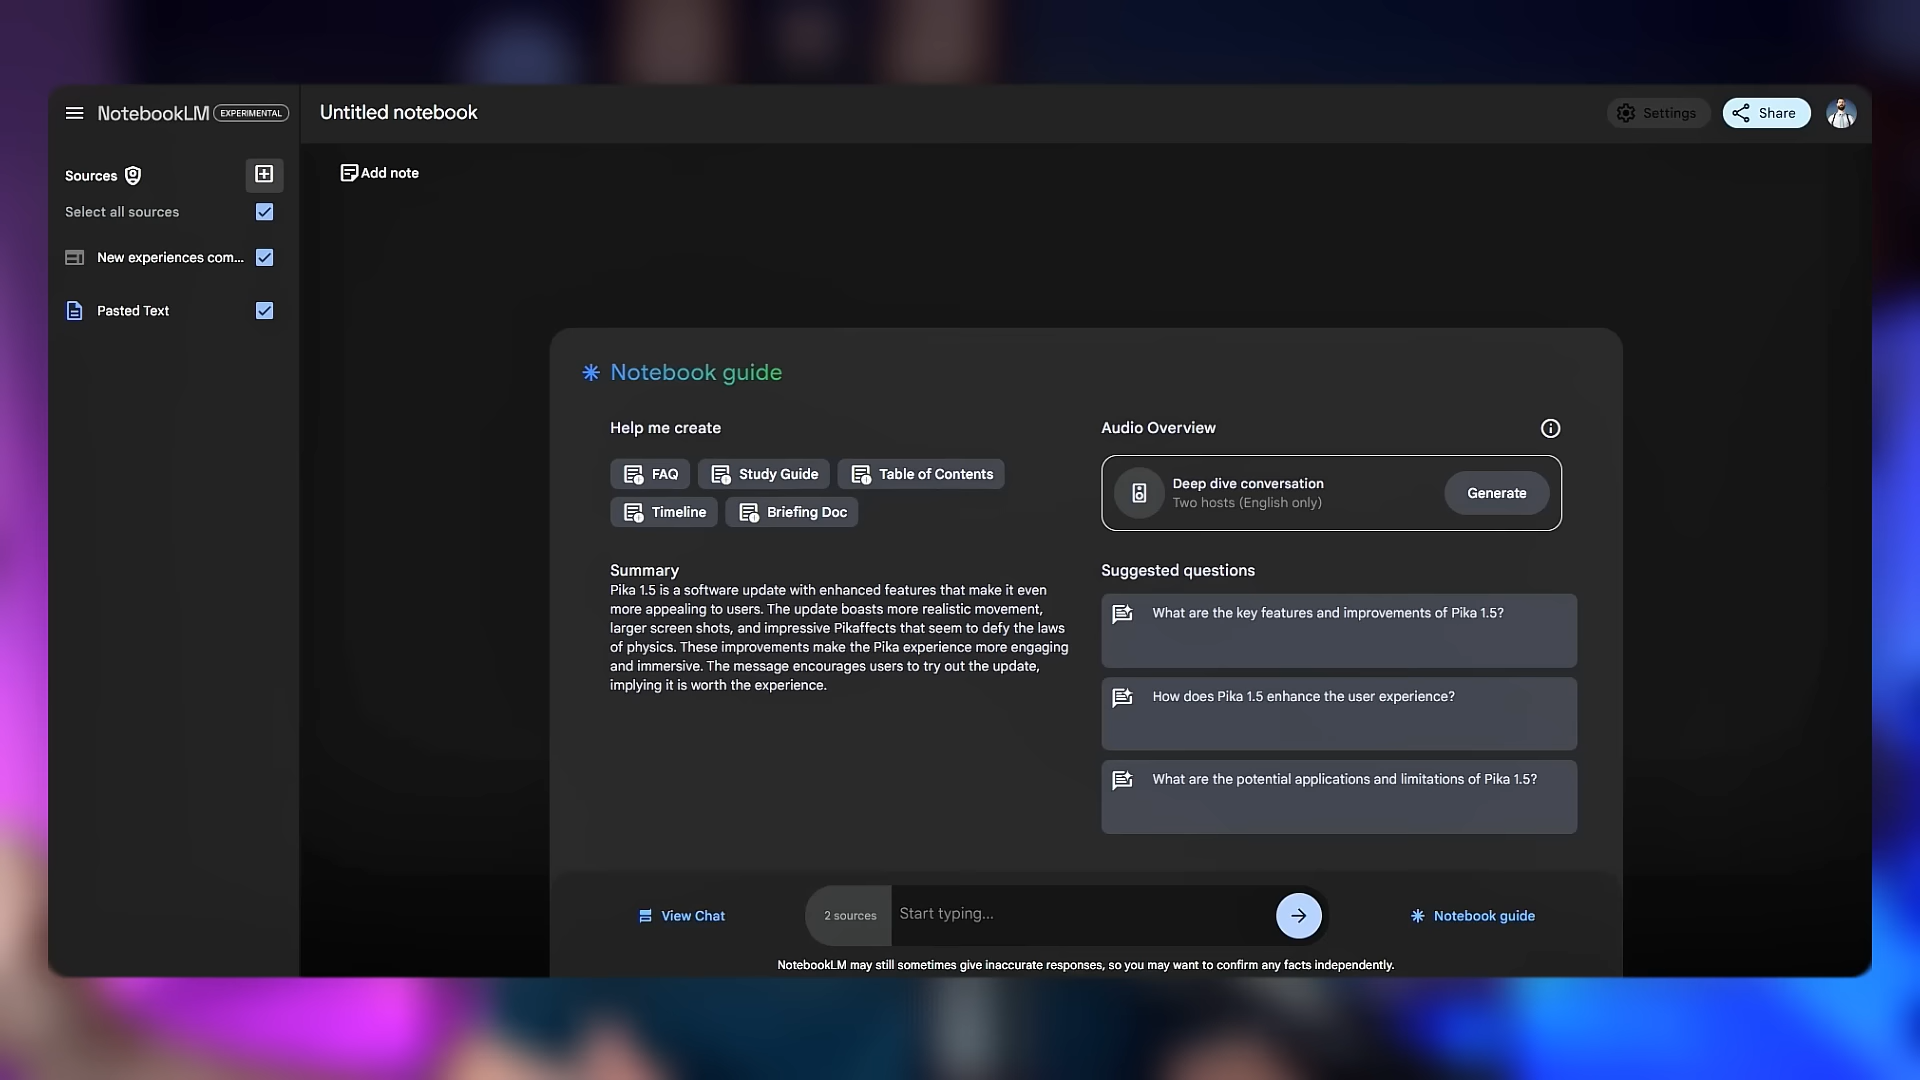 NotebookLM EXPERIMENTAL
Untitled notebook
Settings
Share
Sources
Select all sources
New experiences com...
Pasted Text
Add note
Notebook guide
Help me create
FAQ
Study Guide
Table of Contents
Timeline
Briefing Doc
Summary
Pika 1.5 is a software update with enhanced features that make it even
more appealing to users. The update boasts more realistic movement,
larger screen shots, and impressive Pikaffects that seem to defy the laws
of physics. These improvements make the Pika experience more engaging
and immersive. The message encourages users to try out the update,
implying it is worth the experience.
Audio Overview
Deep dive conversation
Two hosts (English only)
Generate
Suggested questions
What are the key features and improvements of Pika 1.5?
How does Pika 1.5 enhance the user experience?
What are the potential applications and limitations of Pika 1.5?
View Chat
2 sources
Start typing...
Notebook guide
NotebookLM may still sometimes give inaccurate responses, so you may want to confirm any facts independently.